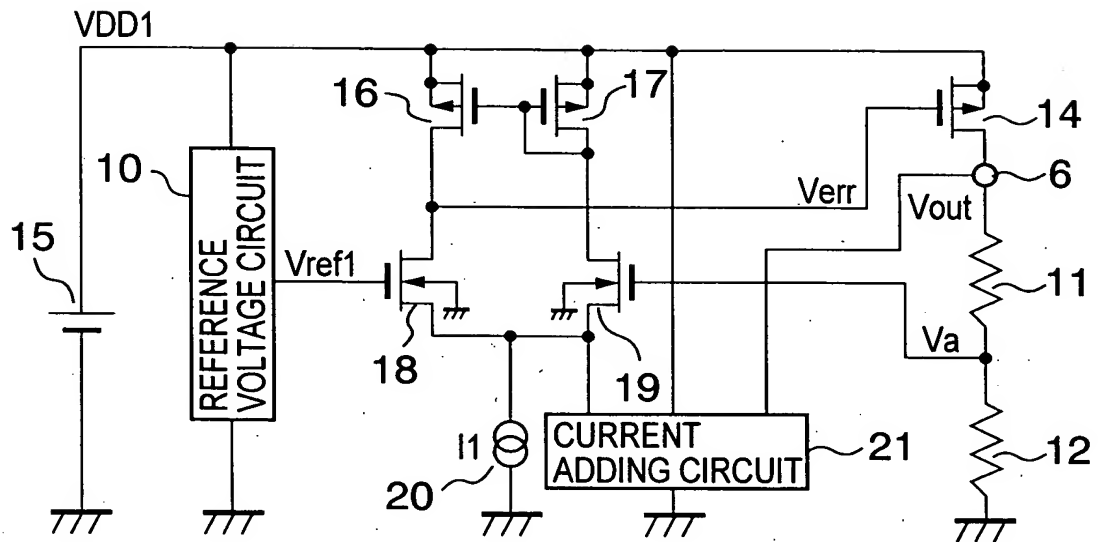 VDD1
16
17
14
10
REFERENCE
VOLTAGE CIRCUIT
Verr
6
Vout
15
Vref1
11
18
19
Va
I1
20
CURRENT
ADDING CIRCUIT
21
12